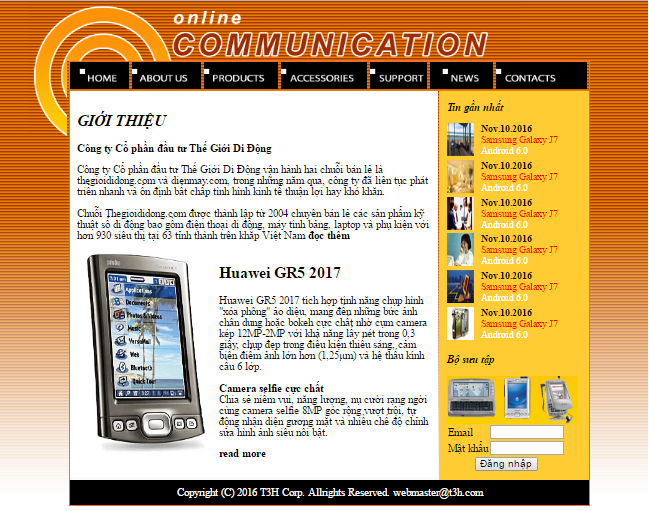 online
COMMUNICATION
HOME ABOUT US PRODUCTS ACCESSORIES SUPPORT NEWS CONTACTS
GIỚI THIỆU
Công ty Cổ phần đầu tư Thế Giới Di Động
Công ty Cổ phần đầu tư Thế Giới Di Động vận hành hai chuỗi bán lẻ là
thegioididong.com và dienmay.com, trong những năm qua, công ty đã liên tục phát
triển nhanh và ổn định bất chấp tình hình kinh tế thuận lợi hay khó khăn.
Chuỗi Thegioididong.com được thành lập từ 2004 chuyên bán lẻ các sản phẩm kỹ
thuật số di động bao gồm điện thoại di động, máy tính bảng, laptop và phụ kiện với
hơn 930 siêu thị tại 63 tỉnh thành trên khắp Việt Nam đọc thêm
Applications
Documents
Photos & Videos
Music
VersaMail
Web
Bluetooth
Quick Tour
Huawei GR5 2017
Huawei GR5 2017 tích hợp tính năng chụp hình
"xóa phông" ảo diệu, mang đến những bức ảnh
chân dung hoặc bokeh cực chất nhờ cụm camera
kép 12MP-2MP với khả năng lấy nét trong 0,3
giây, chụp đẹp trong điều kiện thiếu sáng, cảm
biến điểm ảnh lớn hơn (1,25μm) và hệ thấu kính
cấu 6 lớp.
Camera selfie cực chất
Chia sẻ niềm vui, năng lượng, nụ cười rạng ngời
cùng camera selfie 8MP góc rộng vượt trội, tự
động nhận diện gương mặt và nhiều chế độ chỉnh
sửa hình ảnh siêu nổi bật.
read more
Tin gần nhất
Nov.10.2016
Samsung Galaxy J7
Android 6.0
Nov.10.2016
Samsung Galaxy J7
Android 6.0
Nov.10.2016
Samsung Galaxy J7
Android 6.0
Nov.10.2016
Samsung Galaxy J7
Android 6.0
Nov.10.2016
Samsung Galaxy J7
Android 6.0
Nov.10.2016
Samsung Galaxy J7
Android 6.0
Bộ sưu tập
Email
Mật khẩu
Đăng nhập
Copyright (C) 2016 T3H Corp. Allrights Reserved. webmaster@t3h.com